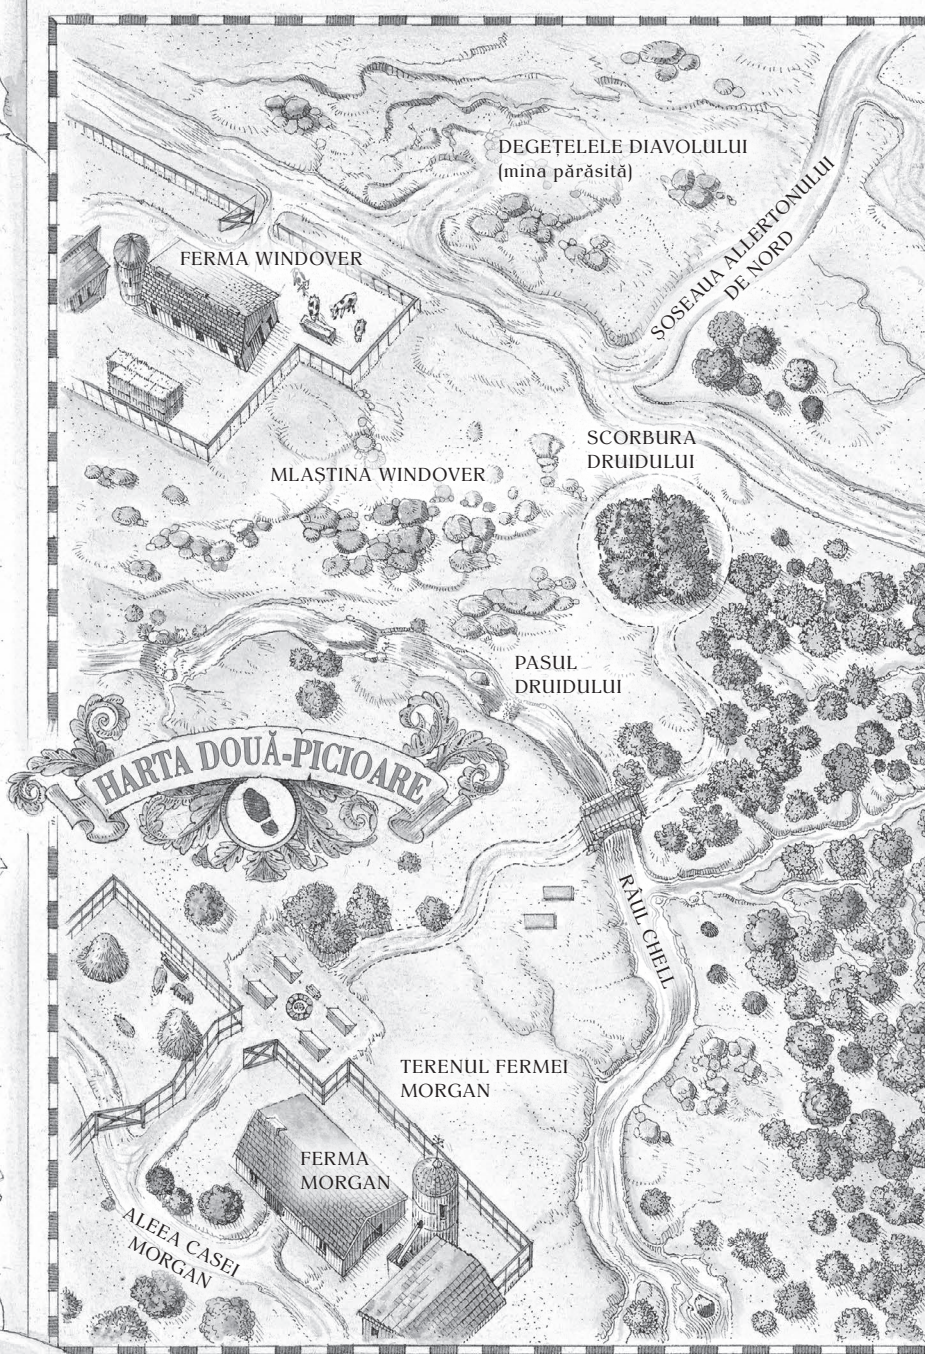 DEGEȚELELE DIAVOLULUI
(mina părăsită)
ȘOSEAUA ALLERTONULUI
DE NORD
FERMA WINDOVER
SCORBURA
DRUIDULUI
MLAȘTINA WINDOVER
PASUL
DRUIDULUI
HARTA DOUĂ-PICIOARE
RÂUL CHELL
TERENUL FERMEI
MORGAN
FERMA
MORGAN
ALEEA CASEI
MORGAN